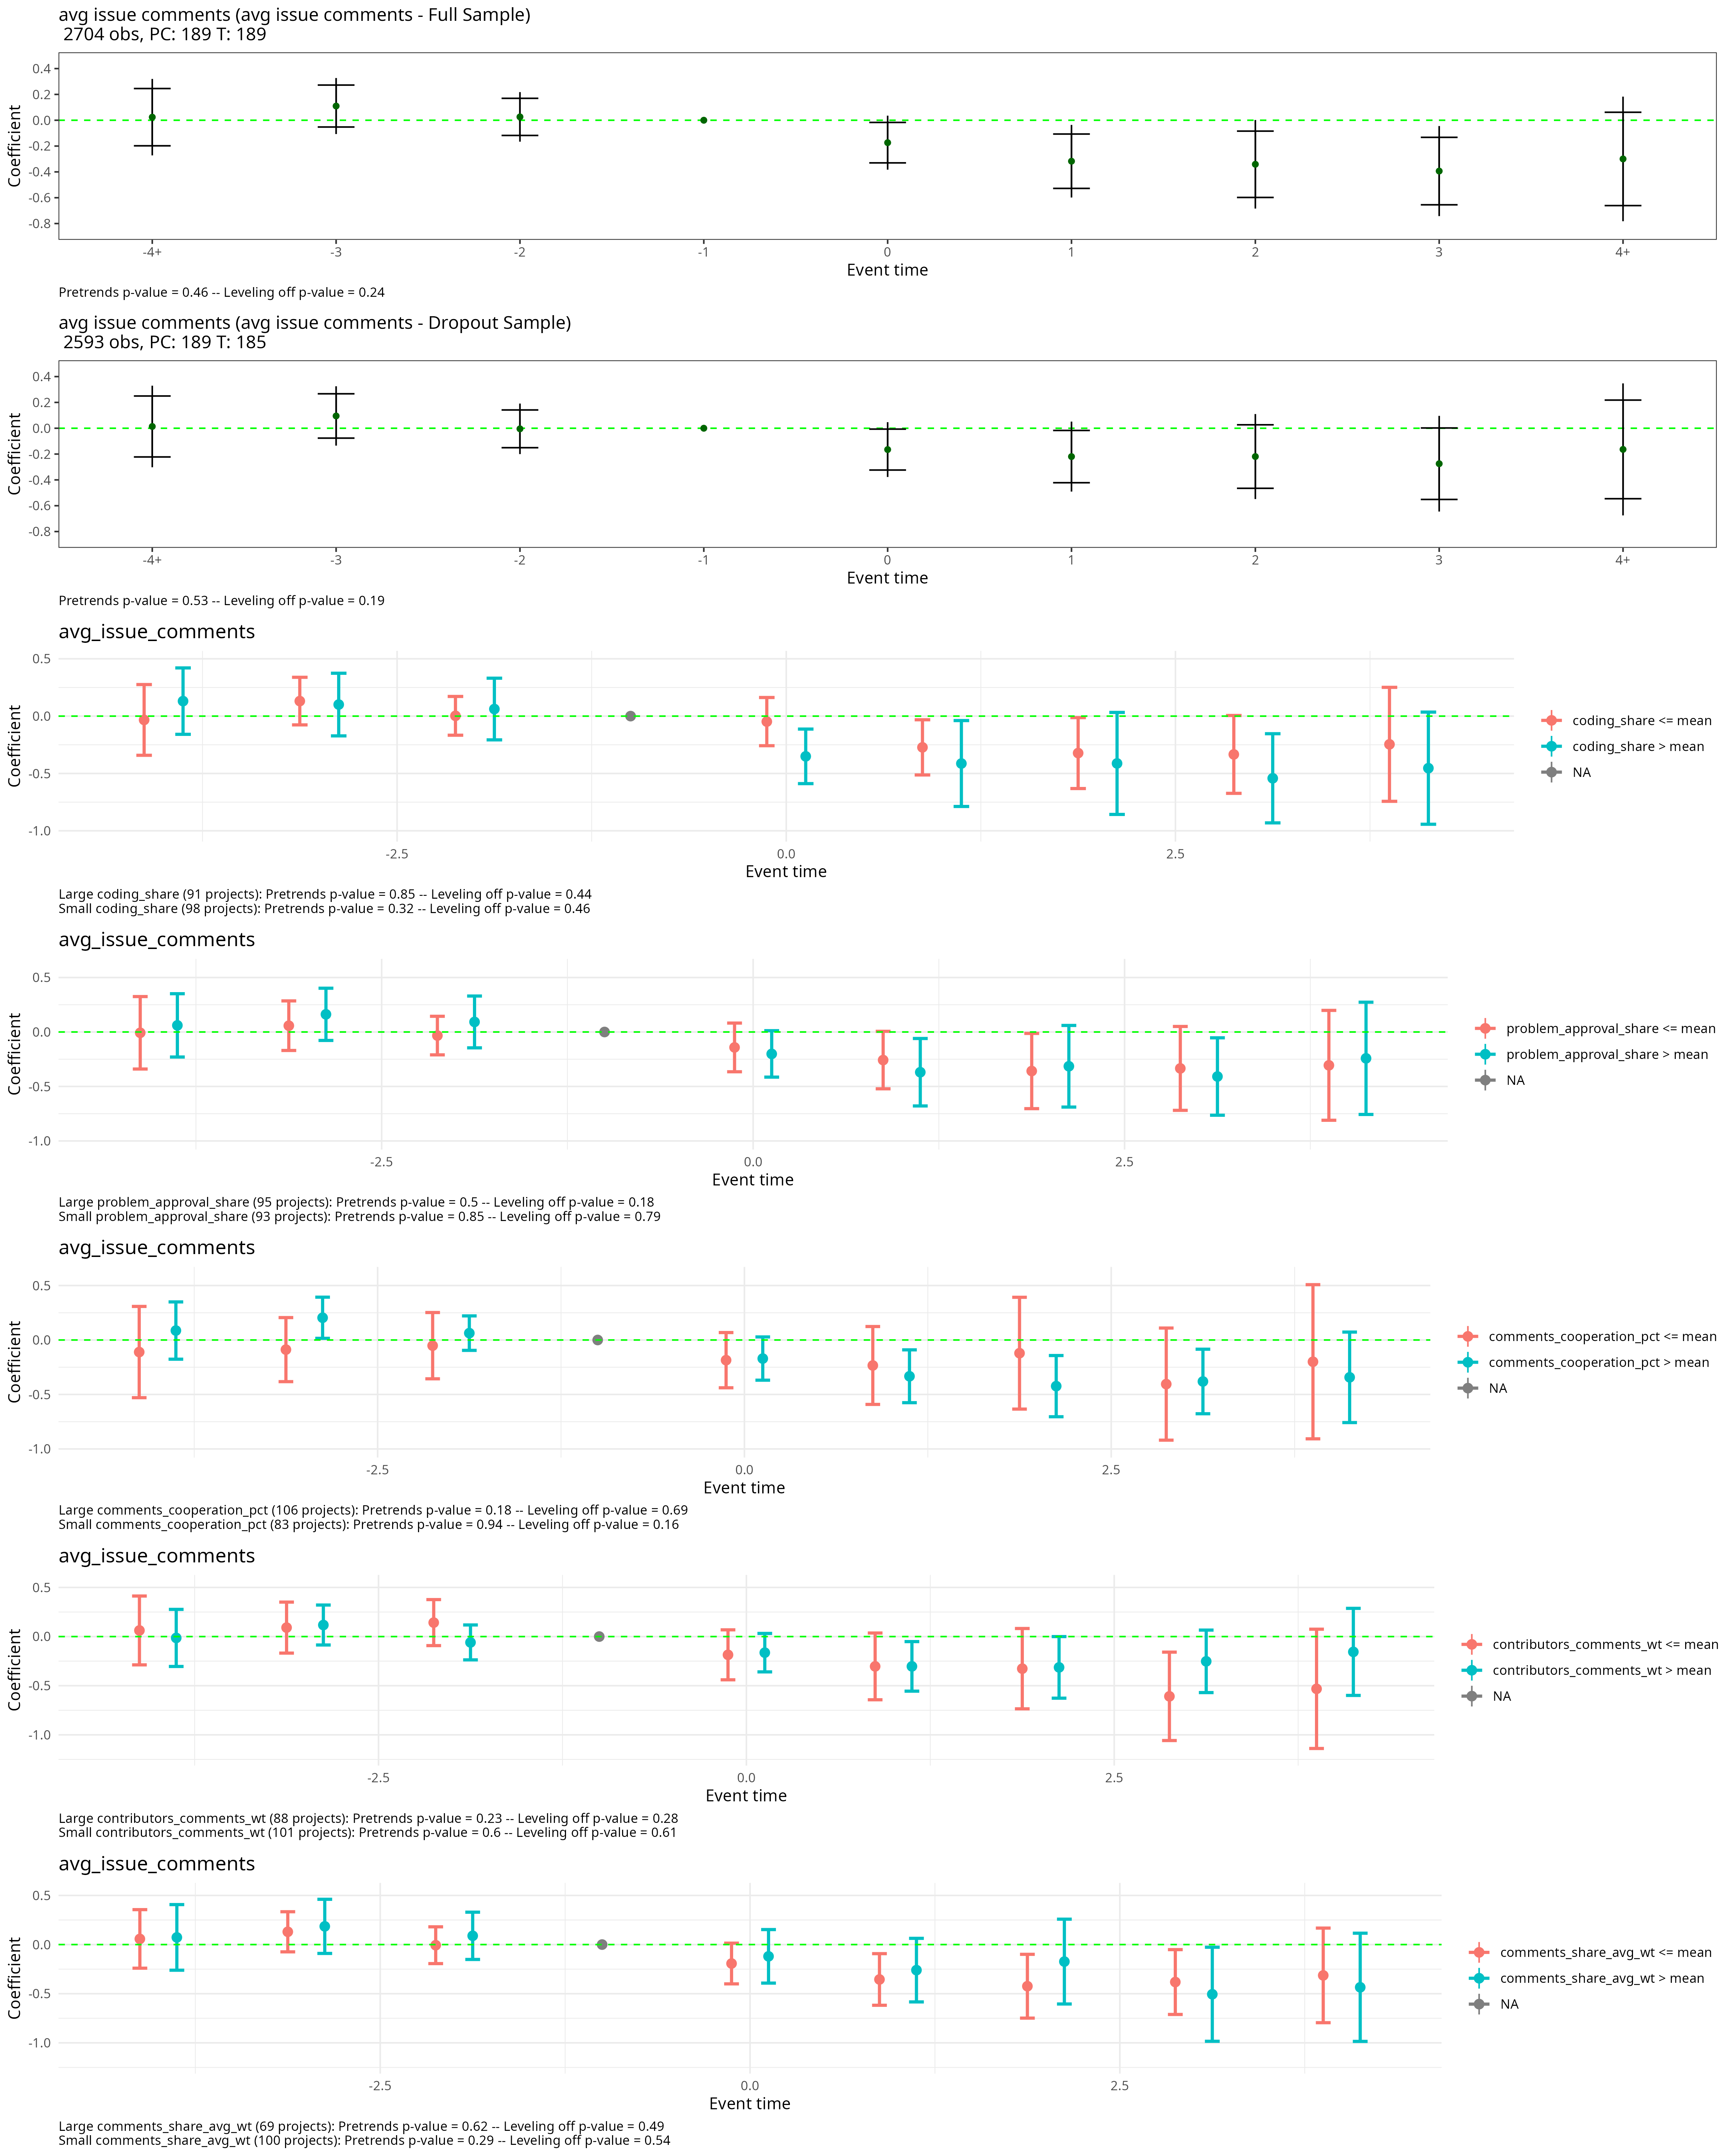 avg issue comments (avg issue comments - Full Sample)
2704 obs, PC: 189 T: 189
0.4
0.2
0.0
-0.2
-0.4
-0.6
-0.8
Coefficient
-4+ -3 -2 -1 0 1 2 3 4+
Event time
Pretrends p-value = 0.46 -- Leveling off p-value = 0.24
avg issue comments (avg issue comments - Dropout Sample)
2593 obs, PC: 189 T: 185
0.4
0.2
0.0
-0.2
-0.4
-0.6
-0.8
Coefficient
-4+ -3 -2 -1 0 1 2 3 4+
Event time
Pretrends p-value = 0.53 -- Leveling off p-value = 0.19
avg_issue_comments
0.5
0.0
-0.5
-1.0
Coefficient
-2.5 0.0 2.5
Event time
coding_share <= mean
coding_share > mean
NA
Large coding_share (91 projects): Pretrends p-value = 0.85 -- Leveling off p-value = 0.44
Small coding_share (98 projects): Pretrends p-value = 0.32 -- Leveling off p-value = 0.46
avg_issue_comments
0.5
0.0
-0.5
-1.0
Coefficient
-2.5 0.0 2.5
Event time
problem_approval_share <= mean
problem_approval_share > mean
NA
Large problem_approval_share (95 projects): Pretrends p-value = 0.5 -- Leveling off p-value = 0.18
Small problem_approval_share (93 projects): Pretrends p-value = 0.85 -- Leveling off p-value = 0.79
avg_issue_comments
0.5
0.0
-0.5
-1.0
Coefficient
-2.5 0.0 2.5
Event time
comments_cooperation_pct <= mean
comments_cooperation_pct > mean
NA
Large comments_cooperation_pct (106 projects): Pretrends p-value = 0.18 -- Leveling off p-value = 0.69
Small comments_cooperation_pct (83 projects): Pretrends p-value = 0.94 -- Leveling off p-value = 0.16
avg_issue_comments
0.5
0.0
-0.5
-1.0
Coefficient
-2.5 0.0 2.5
Event time
contributors_comments_wt <= mean
contributors_comments_wt > mean
NA
Large contributors_comments_wt (88 projects): Pretrends p-value = 0.23 -- Leveling off p-value = 0.28
Small contributors_comments_wt (101 projects): Pretrends p-value = 0.6 -- Leveling off p-value = 0.61
avg_issue_comments
0.5
0.0
-0.5
-1.0
Coefficient
-2.5 0.0 2.5
Event time
comments_share_avg_wt <= mean
comments_share_avg_wt > mean
NA
Large comments_share_avg_wt (69 projects): Pretrends p-value = 0.62 -- Leveling off p-value = 0.49
Small comments_share_avg_wt (100 projects): Pretrends p-value = 0.29 -- Leveling off p-value = 0.54